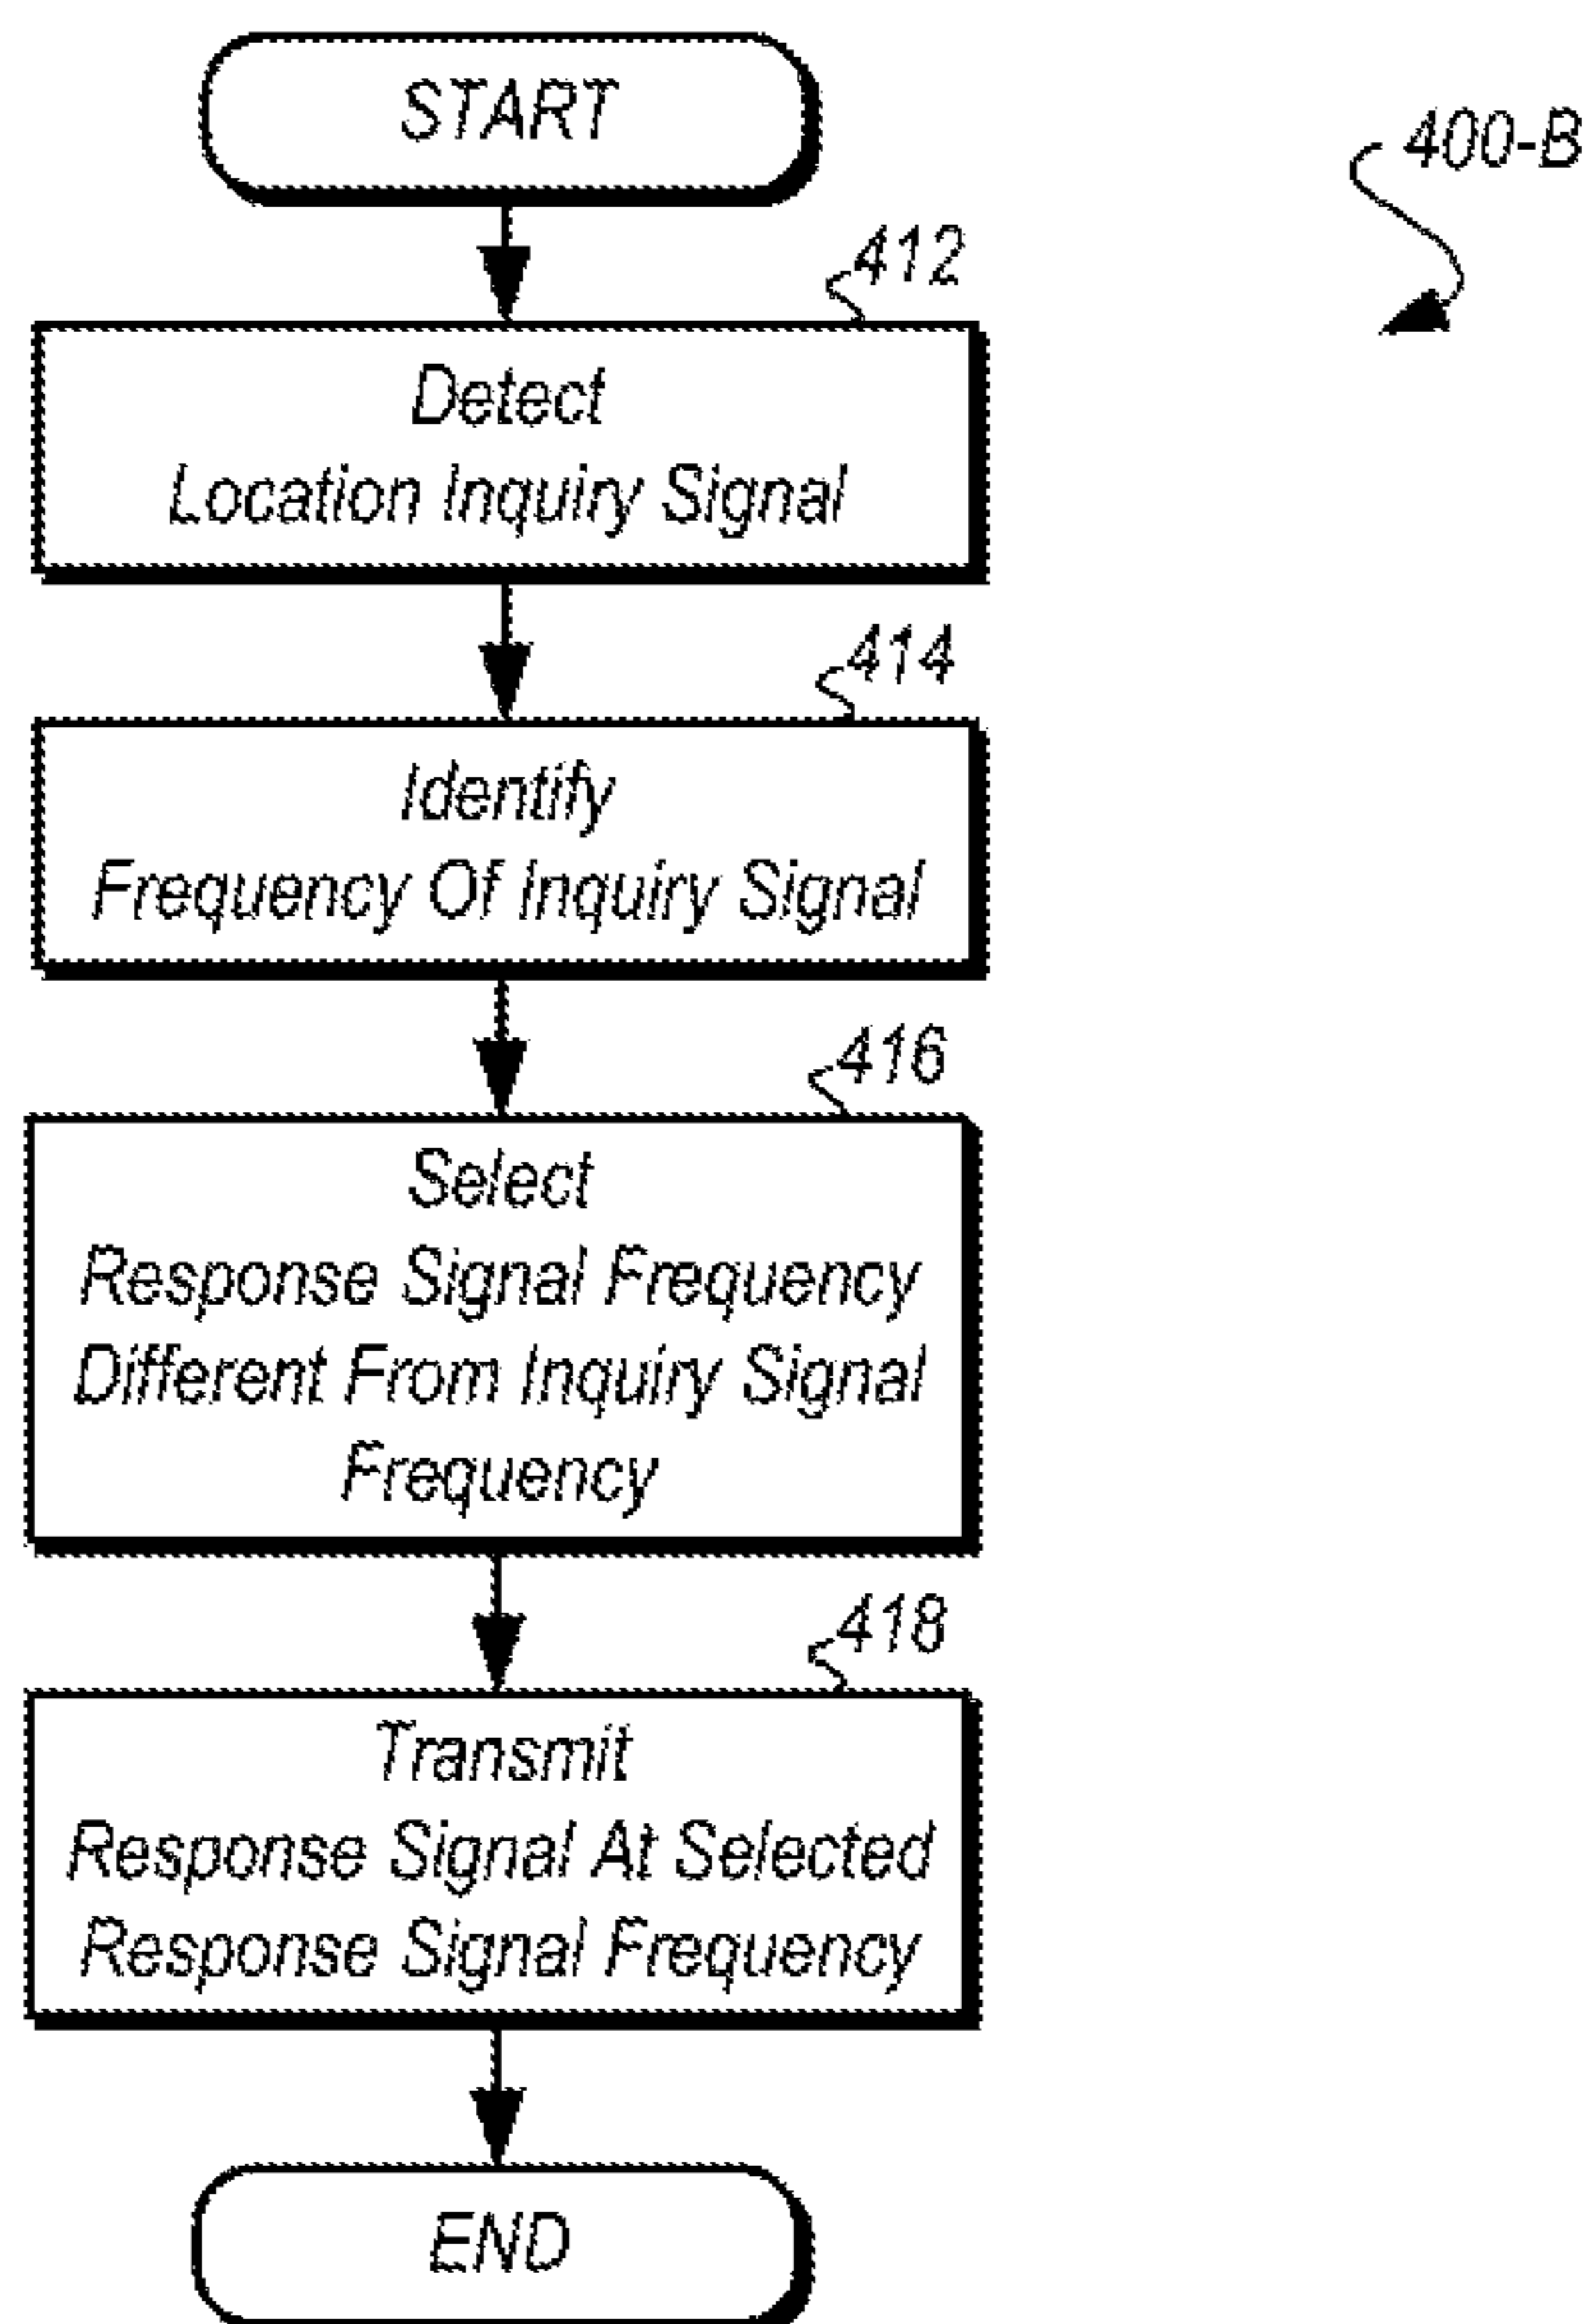 START
400-B
412
Detect
Location Inquiry Signal
414
Identify
Frequency Of Inquiry Signal
416
Select
Response Signal Frequency
Different From Inquiry Signal
Frequency
418
Transmit
Response Signal At Selected
Response Signal Frequency
END